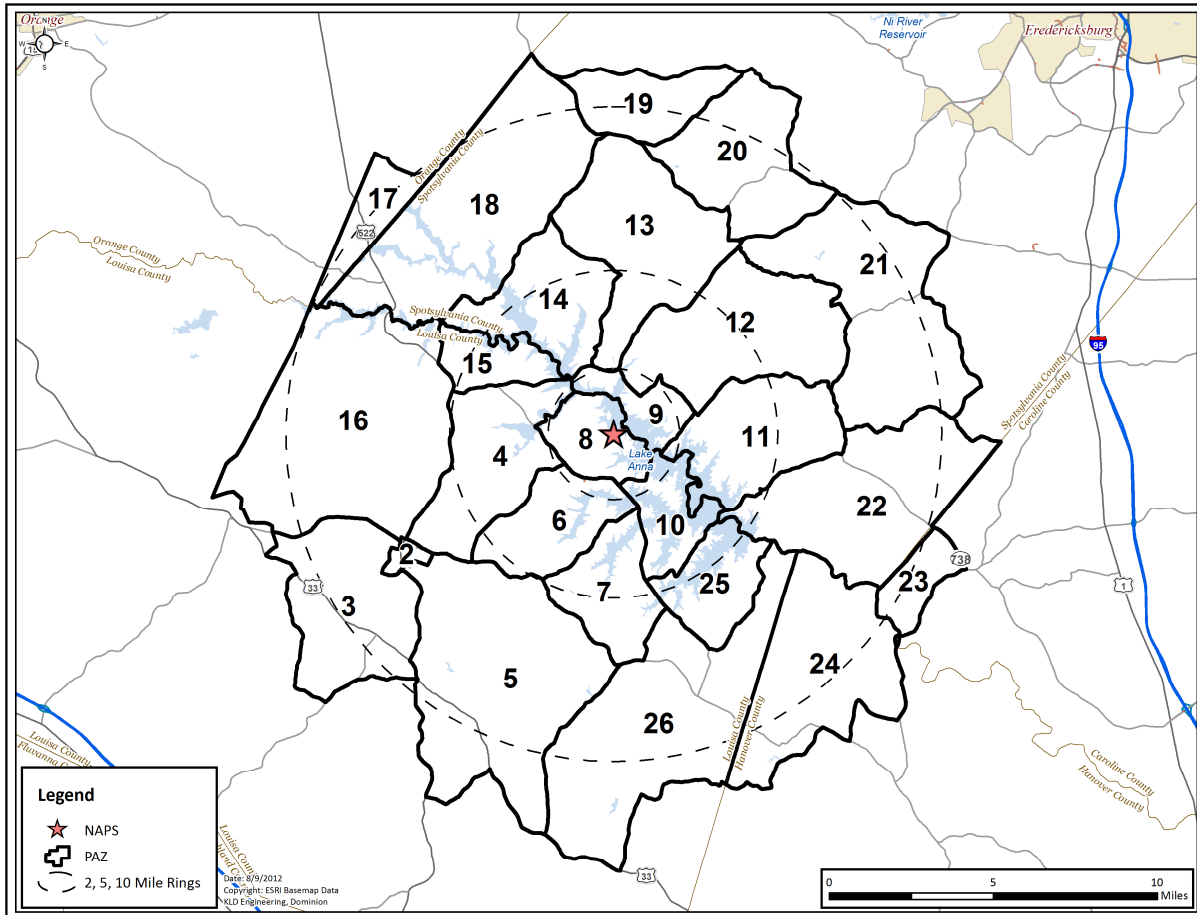 Orange
N
W
E
S
Ni River
Reservoir
Fredericksburg
19
20
Orange County
Spotsylvania County
17
18
522
13
21
Orange County
Louisa County
14
12
Spotsylvania County
Louisa County
15
95
Spotsylvania County
Caroline County
16
9
11
8
4
Lake
Anna
22
6
10
2
738
23
33
3
7
25
1
5
24
26
Louisa County
Hanover County
Louisa County
Caroline County
Hanover County
Legend
NAPS
PAZ
2, 5, 10 Mile Rings
Louisa County
Date: 8/9/2012
Copyright: ESRI Basemap Data
KLD Engineering, Dominion
33
0
5
10
Miles